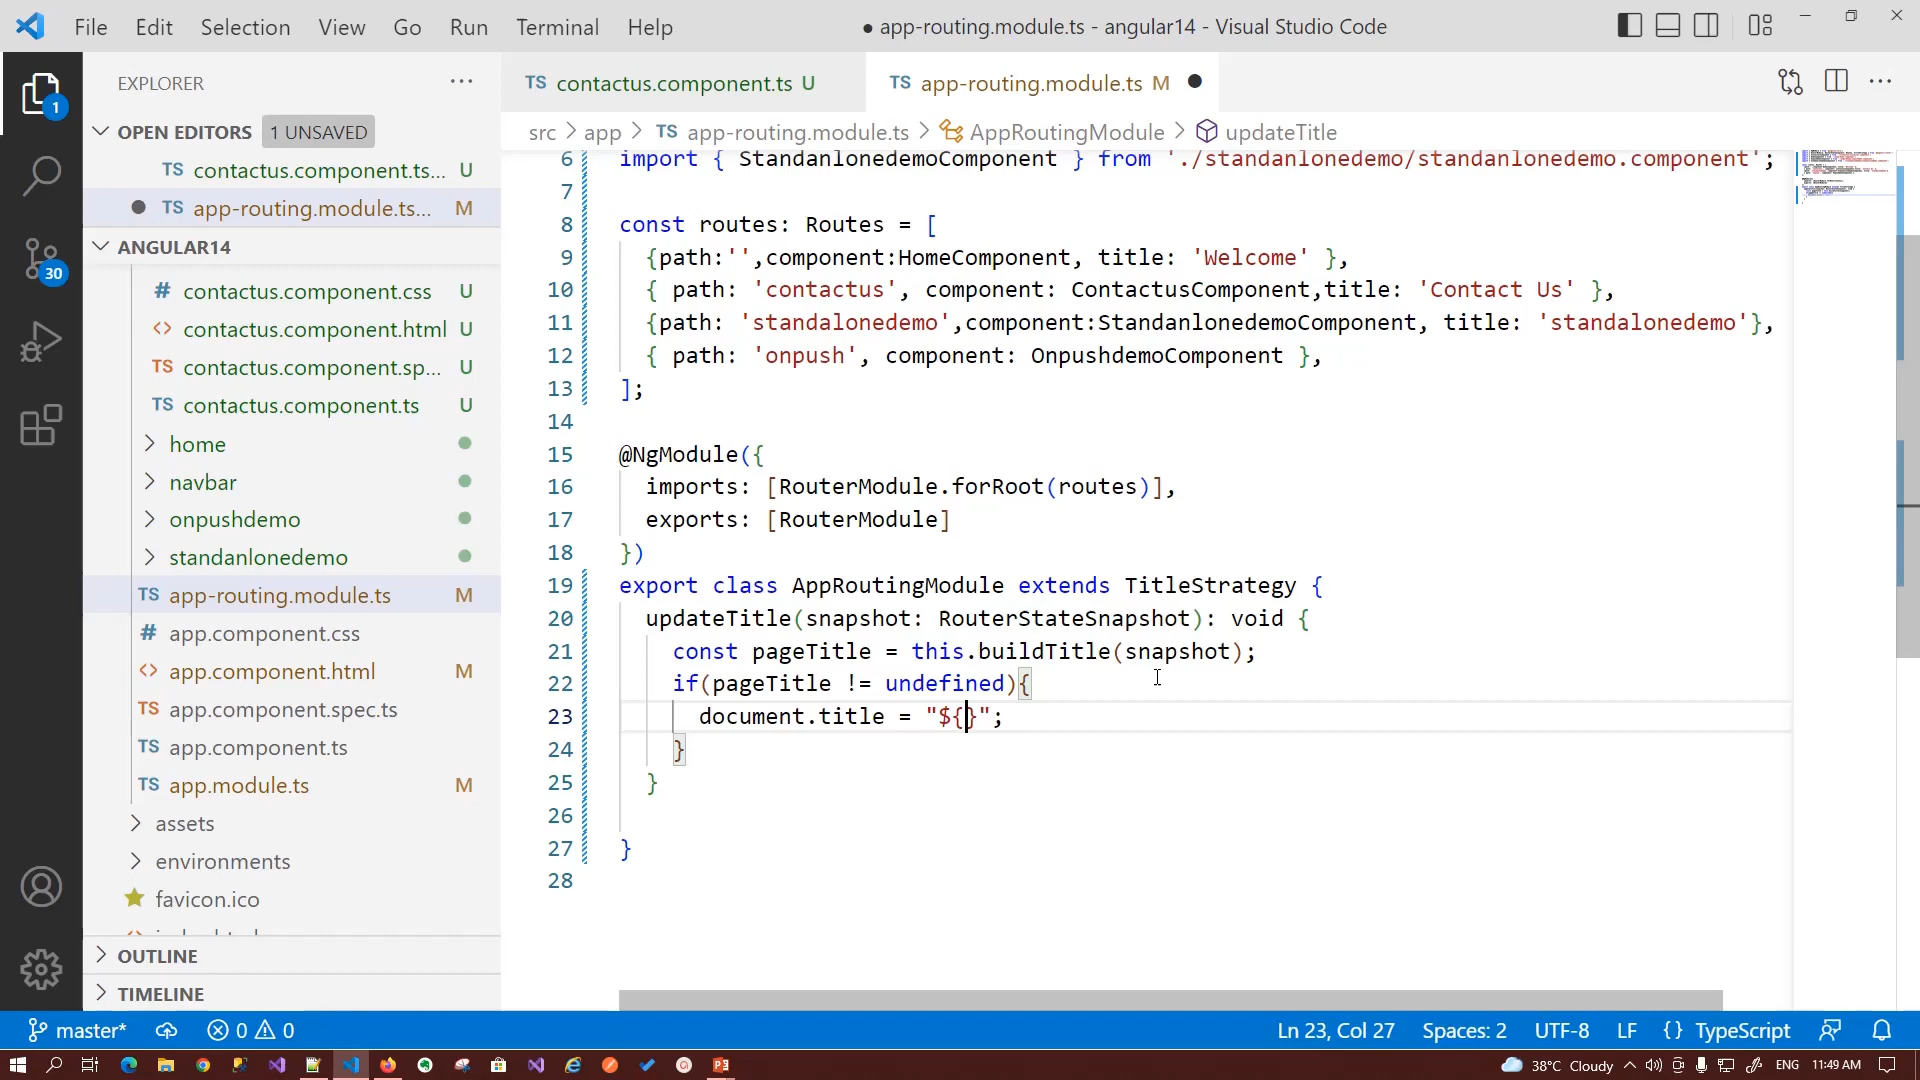 File Edit Selection View Go Run Terminal Help
● app-routing.module.ts - angular14 - Visual Studio Code
EXPLORER
OPEN EDITORS 1 UNSAVED
TS contactus.component.ts... U
TS app-routing.module.ts... M
ANGULAR14
# contactus.component.css U
<> contactus.component.html U
TS contactus.component.sp... U
TS contactus.component.ts U
home
navbar
onpushdemo
standanlonedemo
TS app-routing.module.ts M
# app.component.css
<> app.component.html M
TS app.component.spec.ts
TS app.component.ts
TS app.module.ts M
assets
environments
favicon.ico
OUTLINE
TIMELINE
1
30
TS contactus.component.ts U
TS app-routing.module.ts M ●
src > app > TS app-routing.module.ts > AppRoutingModule > updateTitle
6 import { StandanlonedemoComponent } from './standanlonedemo/standanlonedemo.component';
7
8 const routes: Routes = [
9 {path:'',component:HomeComponent, title: 'Welcome' },
10 { path: 'contactus', component: ContactusComponent,title: 'Contact Us' },
11 {path: 'standalonedemo',component:StandanlonedemoComponent, title: 'standalonedemo'},
12 { path: 'onpush', component: OnpushdemoComponent },
13 ];
14
15 @NgModule({
16 imports: [RouterModule.forRoot(routes)],
17 exports: [RouterModule]
18 })
19 export class AppRoutingModule extends TitleStrategy {
20 updateTitle(snapshot: RouterStateSnapshot): void {
21 const pageTitle = this.buildTitle(snapshot);
22 if(pageTitle != undefined){
23 document.title = "${}";
24 }
25 }
26
27 }
28
master* 0 0
Ln 23, Col 27 Spaces: 2 UTF-8 LF {} TypeScript
38°C Cloudy ENG 11:49 AM